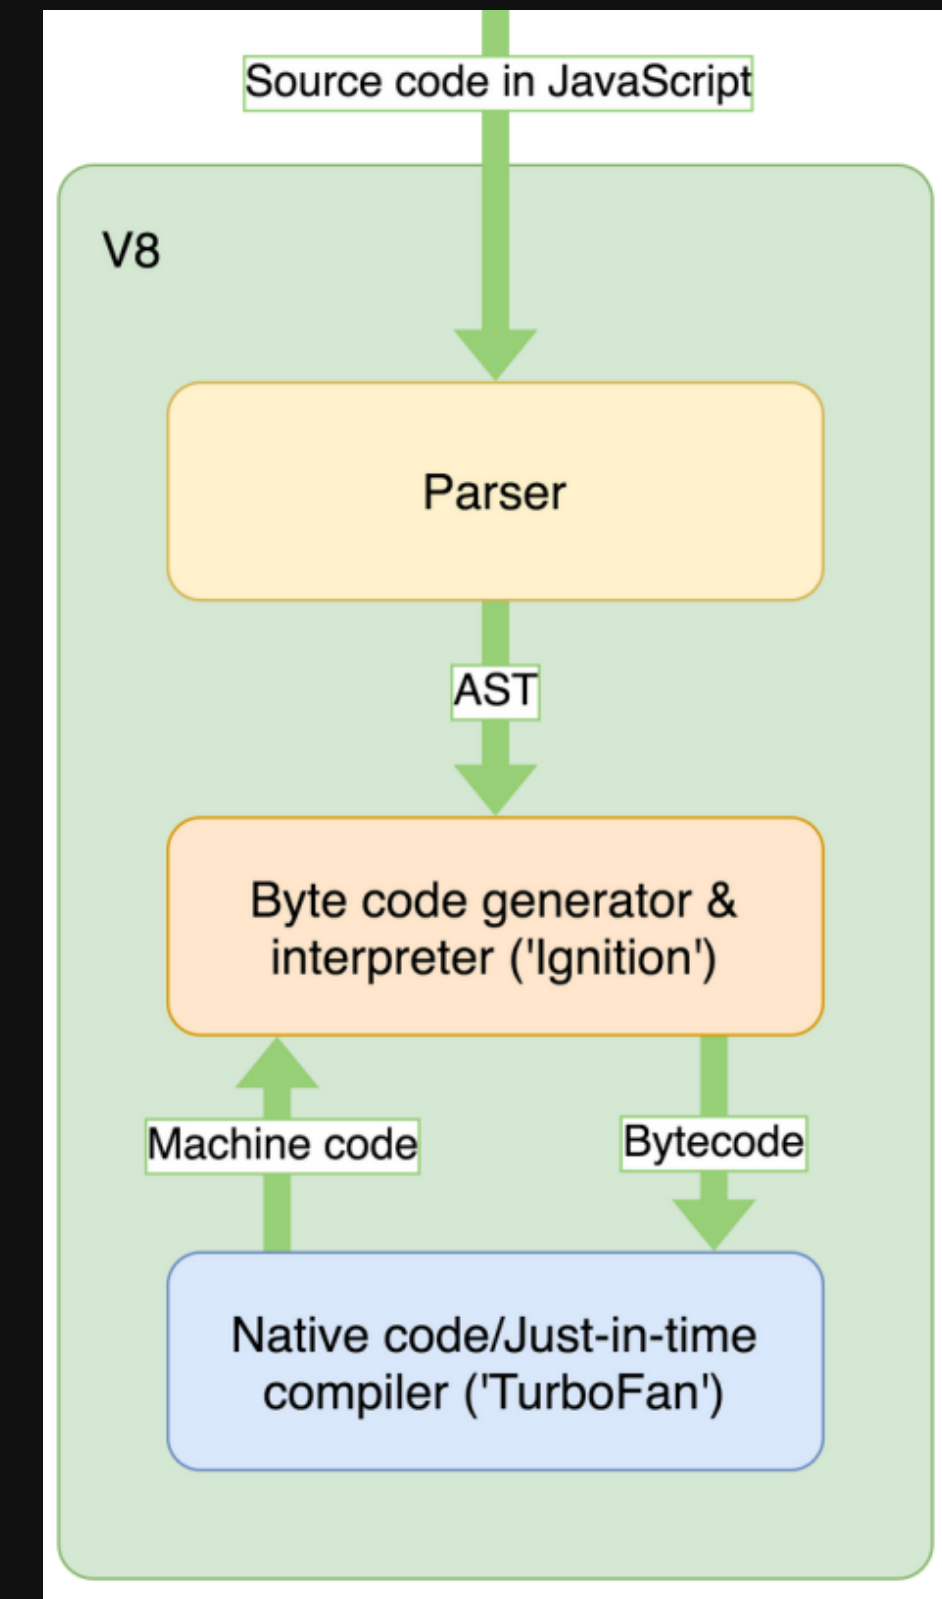 Source code in JavaScript
V8
Parser
AST
Byte code generator &
interpreter ('Ignition')
Machine code
Bytecode
Native code/Just-in-time
compiler ('TurboFan')